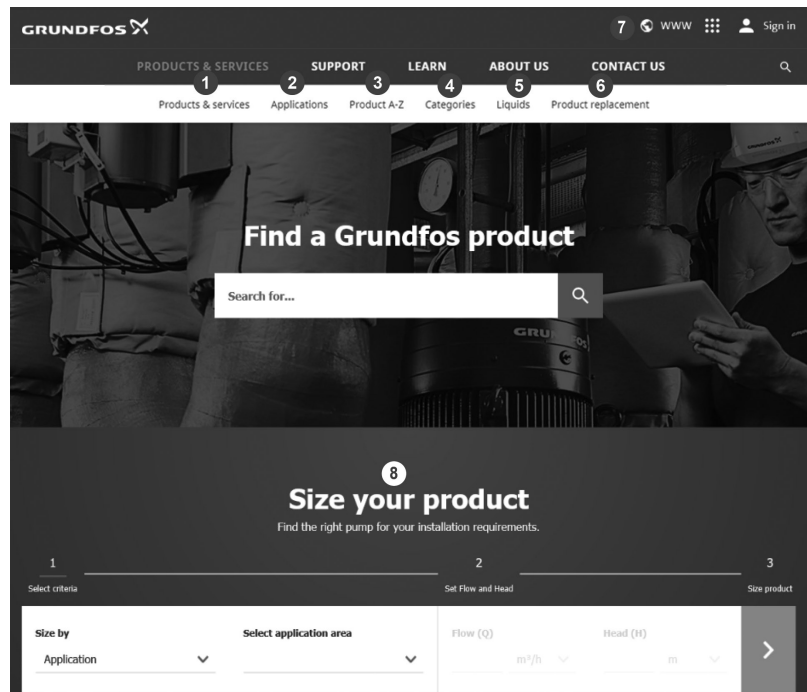 GRUNDFOS
7 WWW Sign in
PRODUCTS & SERVICES SUPPORT LEARN ABOUT US CONTACT US
1 2 3 4 5 6
Products & services Applications Product A-Z Categories Liquids Product replacement
Find a Grundfos product
Search for...
8
Size your product
Find the right pump for your installation requirements.
1 2 3
Select criteria Set Flow and Head Size product
Size by Select application area Flow (Q) Head (H)
Application m³/h m